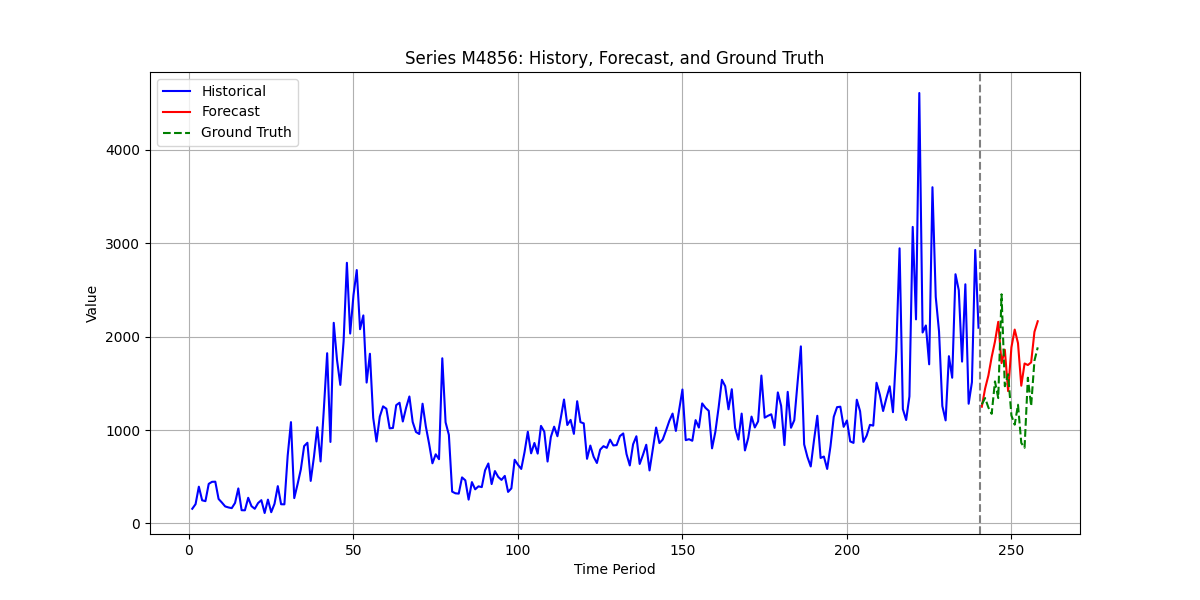 Series M4856: History, Forecast, and Ground Truth
Historical
Forecast
Ground Truth
Value
4000
3000
2000
1000
0
0 50 100 150 200 250
Time Period